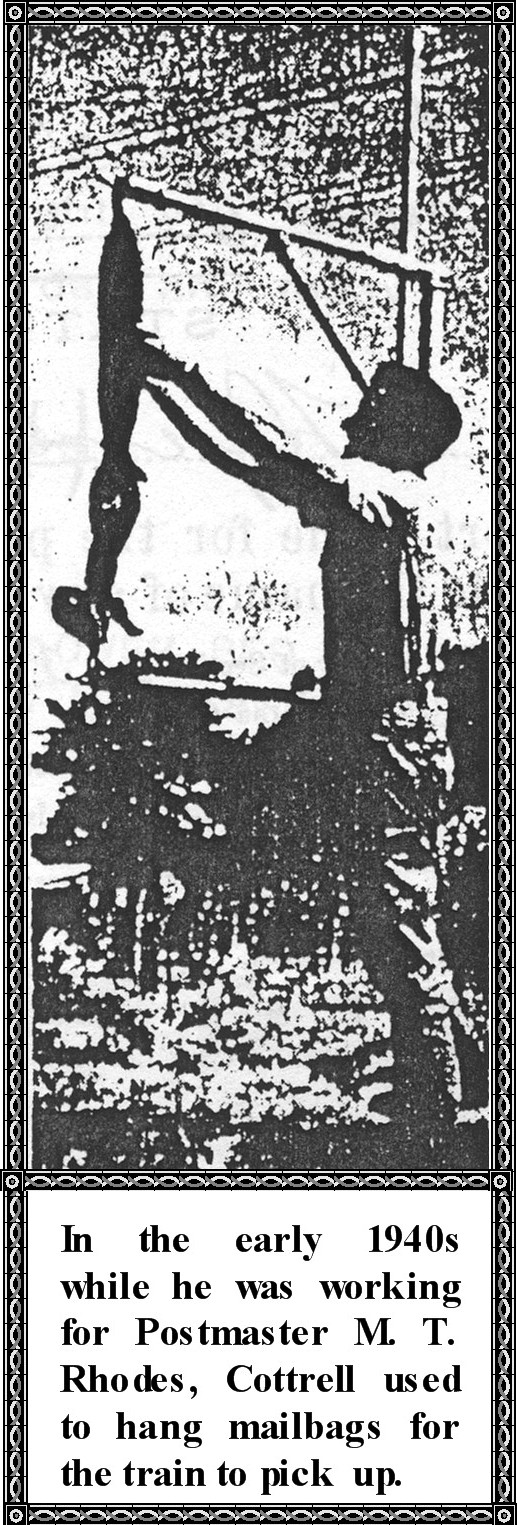 In the early 1940s
while he was working
for Postmaster M. T.
Rhodes, Cottrell used
to hang mailbags for
the train to pick up.